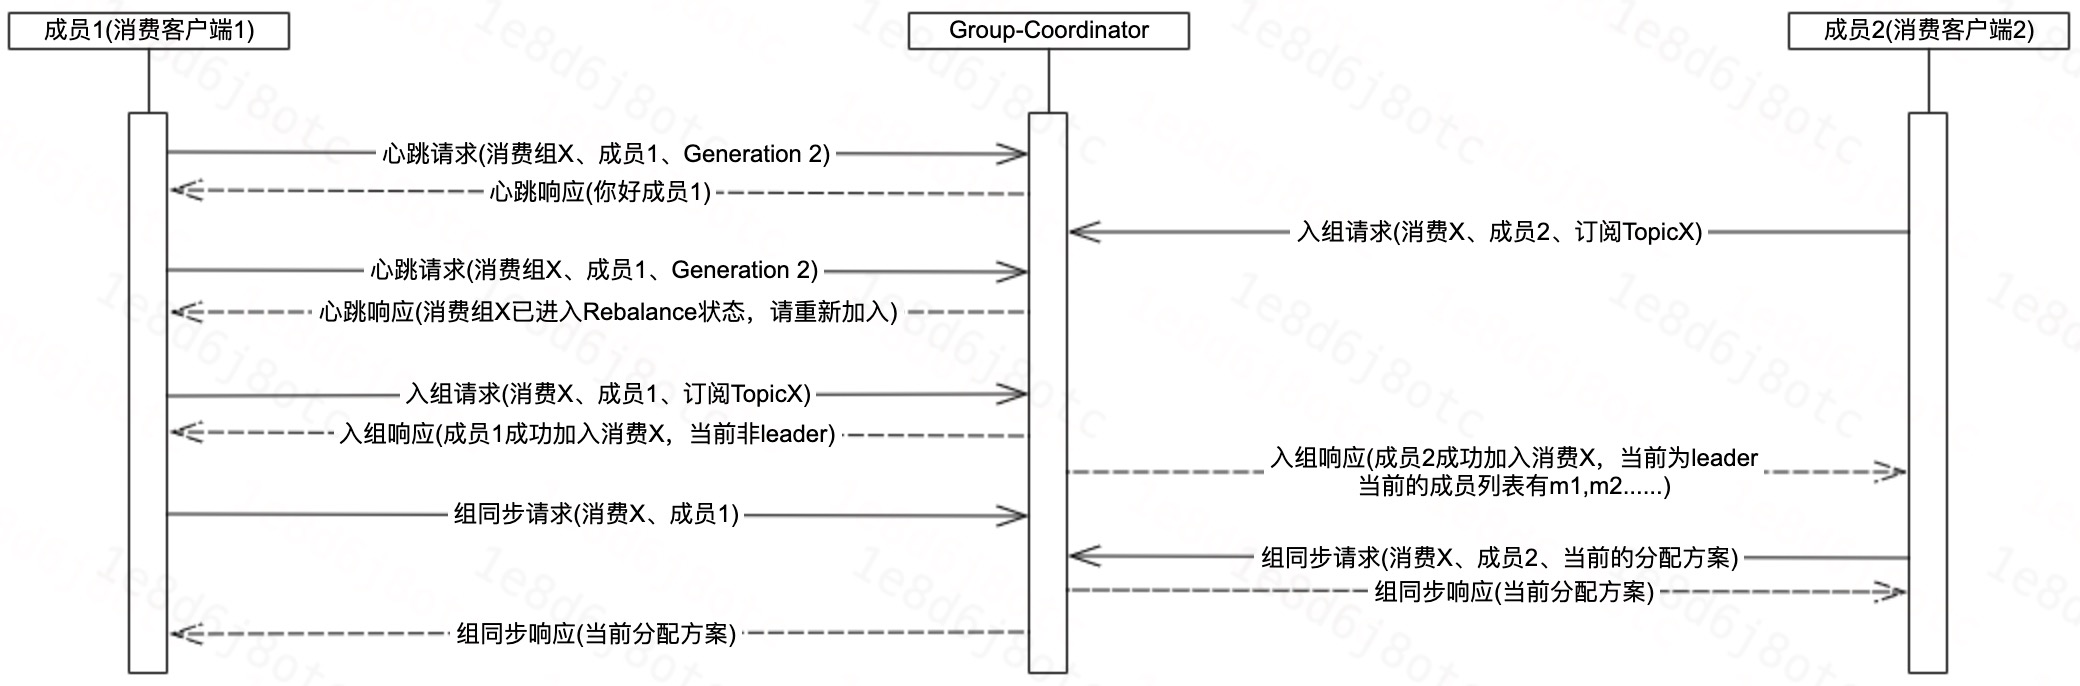 成员1(消费客户端1)
Group-Coordinator
成员2(消费客户端2)
心跳请求(消费组X、成员1、Generation 2)
心跳响应(你好成员1)
入组请求(消费X、成员2、订阅TopicX)
心跳请求(消费组X、成员1、Generation 2)
心跳响应(消费组X已进入Rebalance状态，请重新加入)
入组请求(消费X、成员1、订阅TopicX)
入组响应(成员1成功加入消费X，当前非leader)
入组响应(成员2成功加入消费X，当前为leader
当前的成员列表有m1,m2......)
组同步请求(消费X、成员1)
组同步请求(消费X、成员2、当前的分配方案)
组同步响应(当前分配方案)
组同步响应(当前分配方案)
1e8d6j8otc